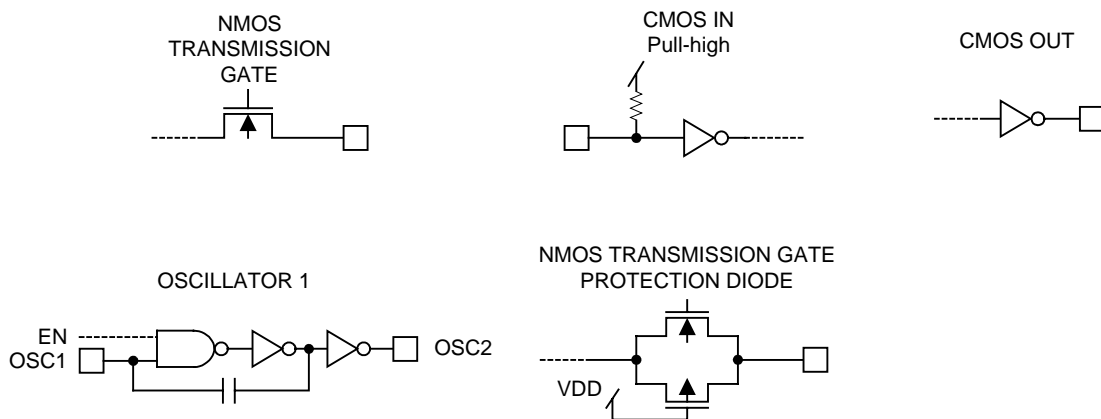 NMOS
TRANSMISSION
GATE
CMOS IN
Pull-high
CMOS OUT
OSCILLATOR 1
EN
OSC1
OSC2
NMOS TRANSMISSION GATE
PROTECTION DIODE
VDD